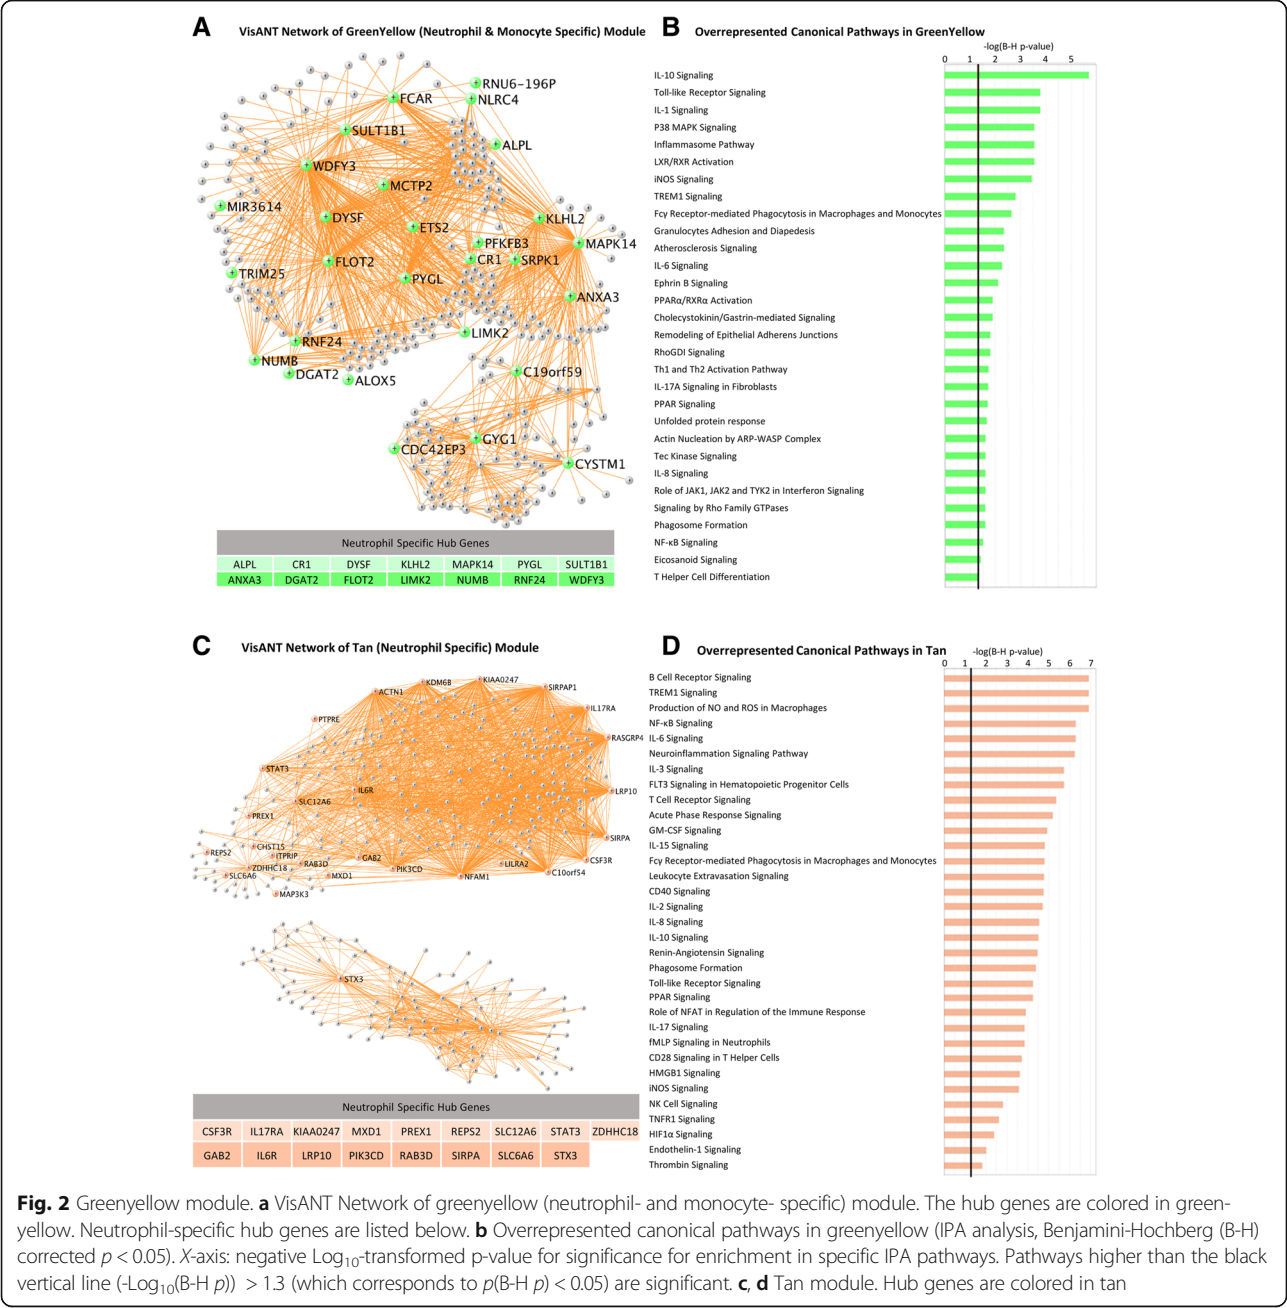 A VisANT Network of GreenYellow (Neutrophil & Monocyte Specific) Module
RNU6-196P
FCAR
NLRC4
SULT1B1
ALPL
WDFY3
MCTP2
MIR3614
DYSF
KLHL2
ETS2
PFKFB3
MAPK14
FLOT2
CR1
SRPK1
TRIM25
PYGL
ANXA3
LIMK2
RNF24
NUMB
DGAT2
ALOX5
C19orf59
GYG1
CDC42EP3
CYSTM1
Neutrophil Specific Hub Genes
ALPL CR1 DYSF KLHL2 MAPK14 PYGL SULT1B1
ANXA3 DGAT2 FLOT2 LIMK2 NUMB RNF24 WDFY3
B Overrepresented Canonical Pathways in GreenYellow
-log(B-H p-value)
0 1 2 3 4 5
IL-10 Signaling
Toll-like Receptor Signaling
IL-1 Signaling
P38 MAPK Signaling
Inflammasome Pathway
LXR/RXR Activation
iNOS Signaling
TREM1 Signaling
Fcγ Receptor-mediated Phagocytosis in Macrophages and Monocytes
Granulocytes Adhesion and Diapedesis
Atherosclerosis Signaling
IL-6 Signaling
Ephrin B Signaling
PPARα/RXRα Activation
Cholecystokinin/Gastrin-mediated Signaling
Remodeling of Epithelial Adherens Junctions
RhoGDI Signaling
Th1 and Th2 Activation Pathway
IL-17A Signaling in Fibroblasts
PPAR Signaling
Unfolded protein response
Actin Nucleation by ARP-WASP Complex
Tec Kinase Signaling
IL-8 Signaling
Role of JAK1, JAK2 and TYK2 in Interferon Signaling
Signaling by Rho Family GTPases
Phagosome Formation
NF-κB Signaling
Eicosanoid Signaling
T Helper Cell Differentiation
C VisANT Network of Tan (Neutrophil Specific) Module
KIAA0247
KDM6B
SIRPAP1
ACTN1
IL17RA
PTPRE
RASGRP4
STAT3
IL6R
LRP10
SLC12A6
PREX1
SIRPA
CHST15
REPS2
ITPRIP
GAB2
CSF3R
RAB3D
LILRA2
ZDHHC18
PIK3CD
C10orf54
SLC6A6
MXD1
NFAM1
MAP3K3
STX3
Neutrophil Specific Hub Genes
CSF3R IL17RA KIAA0247 MXD1 PREX1 REPS2 SLC12A6 STAT3 ZDHHC18
GAB2 IL6R LRP10 PIK3CD RAB3D SIRPA SLC6A6 STX3
D Overrepresented Canonical Pathways in Tan
-log(B-H p-value)
0 1 2 3 4 5 6 7
B Cell Receptor Signaling
TREM1 Signaling
Production of NO and ROS in Macrophages
NF-κB Signaling
IL-6 Signaling
Neuroinflammation Signaling Pathway
IL-3 Signaling
FLT3 Signaling in Hematopoietic Progenitor Cells
T Cell Receptor Signaling
Acute Phase Response Signaling
GM-CSF Signaling
IL-15 Signaling
Fcγ Receptor-mediated Phagocytosis in Macrophages and Monocytes
Leukocyte Extravasation Signaling
CD40 Signaling
IL-2 Signaling
IL-8 Signaling
IL-10 Signaling
Renin-Angiotensin Signaling
Phagosome Formation
Toll-like Receptor Signaling
PPAR Signaling
Role of NFAT in Regulation of the Immune Response
IL-17 Signaling
fMLP Signaling in Neutrophils
CD28 Signaling in T Helper Cells
HMGB1 Signaling
iNOS Signaling
NK Cell Signaling
TNFR1 Signaling
HIF1α Signaling
Endothelin-1 Signaling
Thrombin Signaling
Fig. 2 Greenyellow module. a VisANT Network of greenyellow (neutrophil- and monocyte- specific) module. The hub genes are colored in green-
yellow. Neutrophil-specific hub genes are listed below. b Overrepresented canonical pathways in greenyellow (IPA analysis, Benjamini-Hochberg (B-H)
corrected p < 0.05). X-axis: negative Log10-transformed p-value for significance for enrichment in specific IPA pathways. Pathways higher than the black
vertical line (-Log10(B-H p)) > 1.3 (which corresponds to p(B-H p) < 0.05) are significant. c, d Tan module. Hub genes are colored in tan